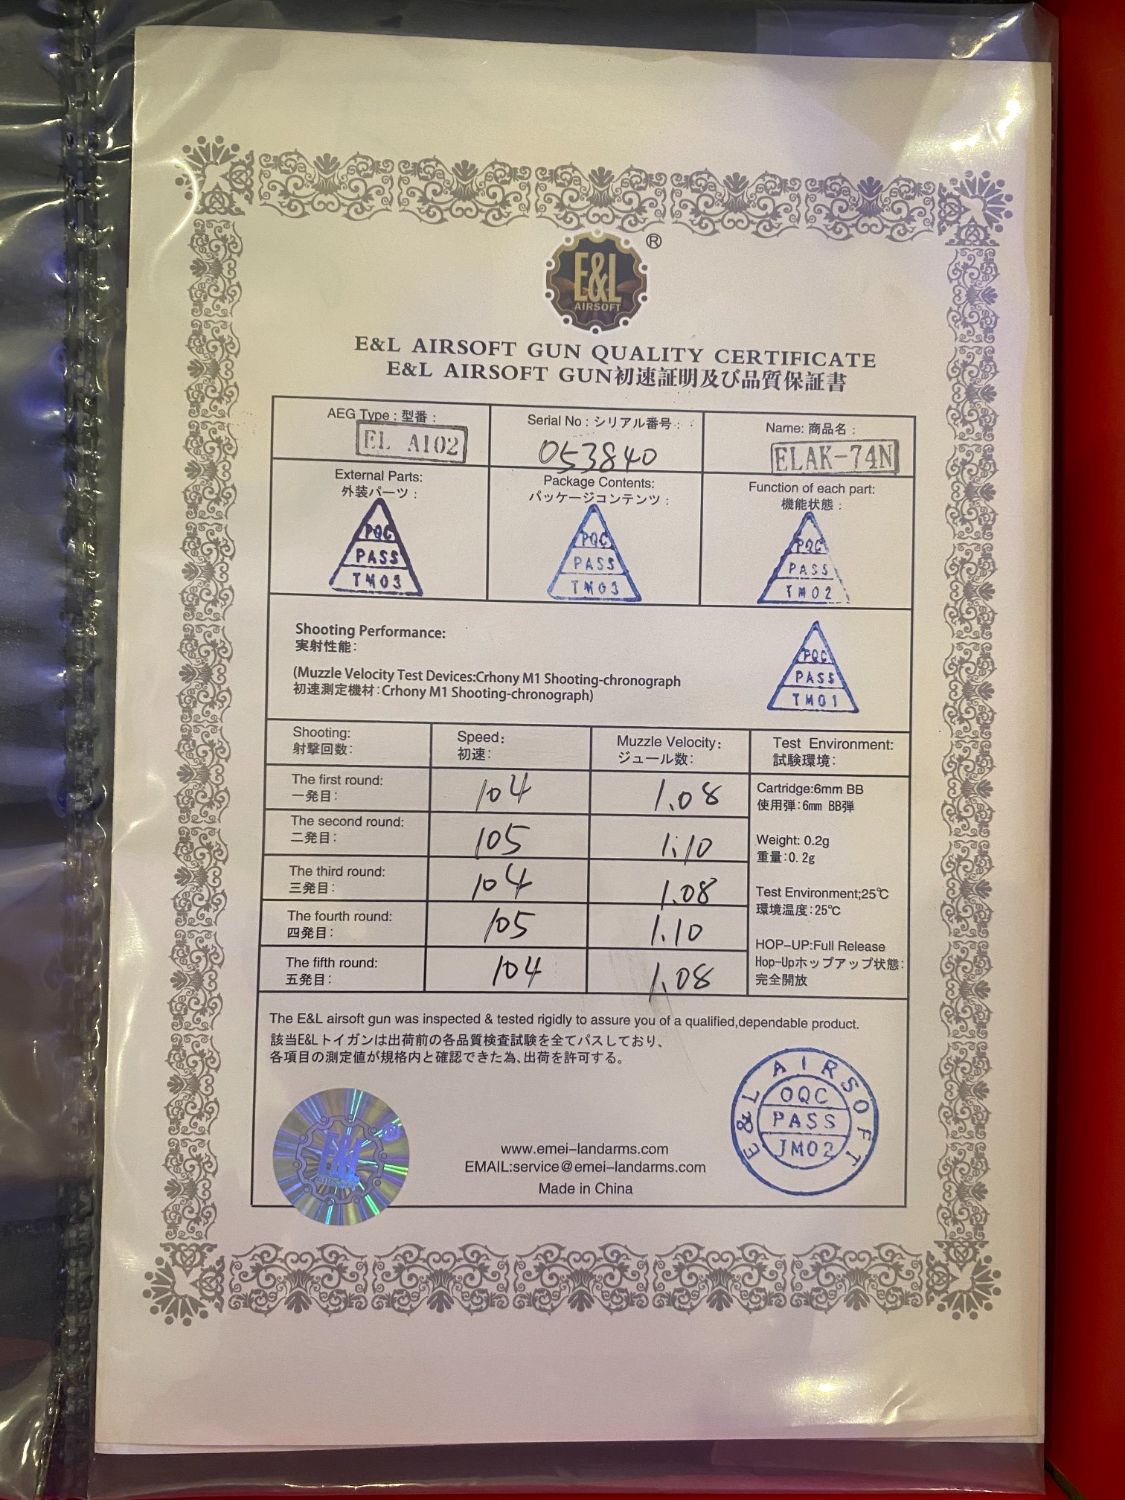 E&L
AIRSOFT
®
E&L AIRSOFT GUN QUALITY CERTIFICATE
E&L AIRSOFT GUN初速証明及び品質保証書
AEG Type : 型番 :
EL A102
Serial No : シリアル番号 :
053840
Name: 商品名 :
ELAK-74N
External Parts:
外装パーツ :
PQC
PASS
TM03
Package Contents:
パッケージコンテンツ :
PQC
PASS
TM03
Function of each part:
機能状態 :
PQC
PASS
TM02
Shooting Performance:
実射性能:
(Muzzle Velocity Test Devices:Crhony M1 Shooting-chronograph
初速測定機材:Crhony M1 Shooting-chronograph)
PQC
PASS
TM01
Shooting:
射撃回数:
Speed:
初速:
Muzzle Velocity:
ジュール数:
Test Environment:
試験環境:
The first round:
一発目:
104
1.08
The second round:
二発目:
105
1.10
The third round:
三発目:
104
1.08
The fourth round:
四発目:
105
1.10
The fifth round:
五発目:
104
1.08
Cartridge:6mm BB
使用弾:6mm BB弾
Weight: 0.2g
重量:0.2g
Test Environment;25℃
環境温度:25℃
HOP-UP:Full Release
Hop-Upホップアップ状態:
完全開放
The E&L airsoft gun was inspected & tested rigidly to assure you of a qualified,dependable product.
該当E&Lトイガンは出荷前の各品質検査試験を全てパスしており、
各項目の測定値が規格内と確認できた為、出荷を許可する。
E&L
www.emei-landarms.com
EMAIL:service@emei-landarms.com
Made in China
E&L AIRSOFT
OQC
PASS
JM02